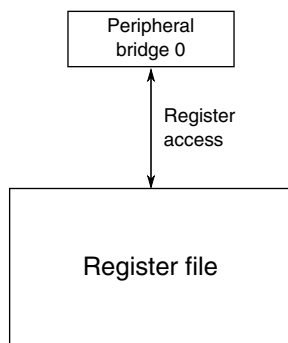 Peripheral
bridge 0
Register
access
Register file